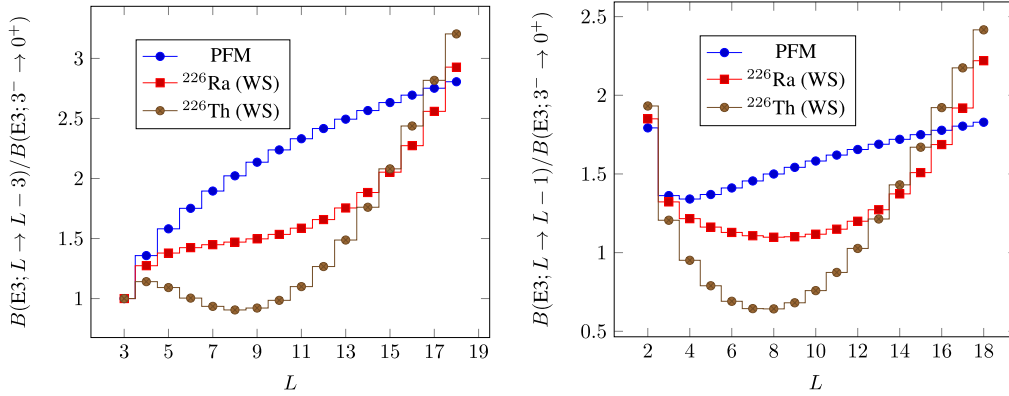 B(E3; L → L − 3)/B(E3; 3⁻ → 0⁺)
3
2.5
2
1.5
1
PFM
²²⁶Ra (WS)
²²⁶Th (WS)
3 5 7 9 11 13 15 17 19
L
B(E3; L → L − 1)/B(E3; 3⁻ → 0⁺)
2.5
2
1.5
1
0.5
PFM
²²⁶Ra (WS)
²²⁶Th (WS)
2 4 6 8 10 12 14 16 18
L